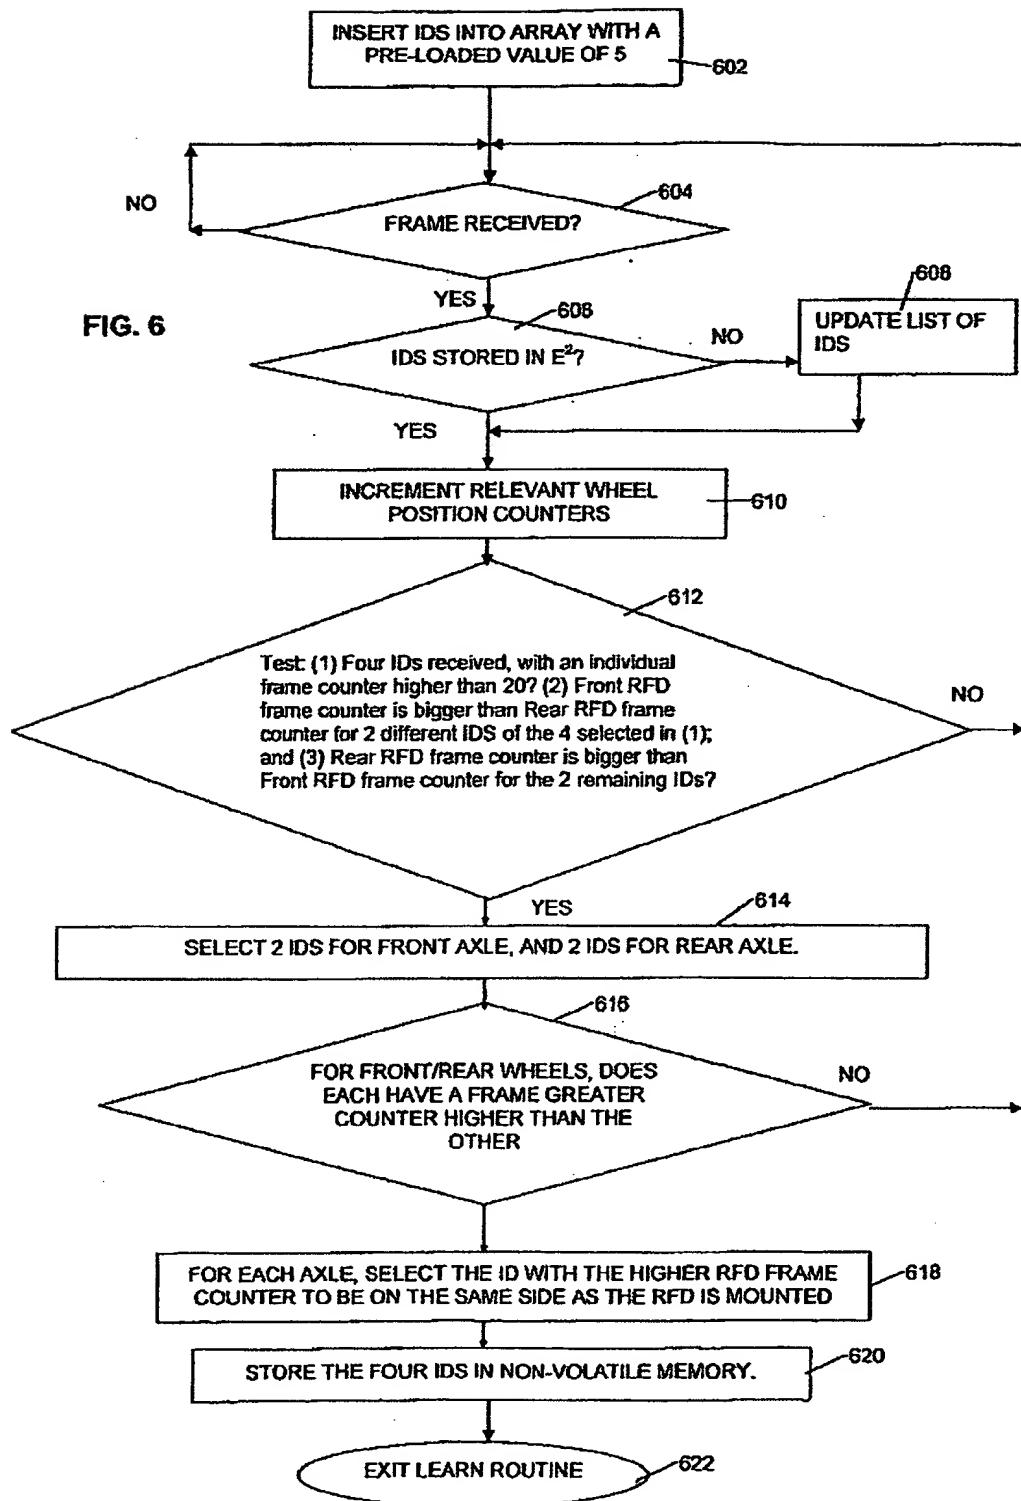 INSERT IDS INTO ARRAY WITH A
PRE-LOADED VALUE OF 5
602
NO
604
FRAME RECEIVED?
YES
FIG. 6
608
IDS STORED IN E²?
NO
608
UPDATE LIST OF
IDS
YES
INCREMENT RELEVANT WHEEL
POSITION COUNTERS
610
612
Test: (1) Four IDs received, with an individual
frame counter higher than 20? (2) Front RFD
frame counter is bigger than Rear RFD frame
counter for 2 different IDS of the 4 selected in (1);
and (3) Rear RFD frame counter is bigger than
Front RFD frame counter for the 2 remaining IDs?
NO
YES
614
SELECT 2 IDS FOR FRONT AXLE, AND 2 IDS FOR REAR AXLE.
616
FOR FRONT/REAR WHEELS, DOES
EACH HAVE A FRAME GREATER
COUNTER HIGHER THAN THE
OTHER
NO
FOR EACH AXLE, SELECT THE ID WITH THE HIGHER RFD FRAME
COUNTER TO BE ON THE SAME SIDE AS THE RFD IS MOUNTED
618
STORE THE FOUR IDS IN NON-VOLATILE MEMORY.
620
EXIT LEARN ROUTINE
622